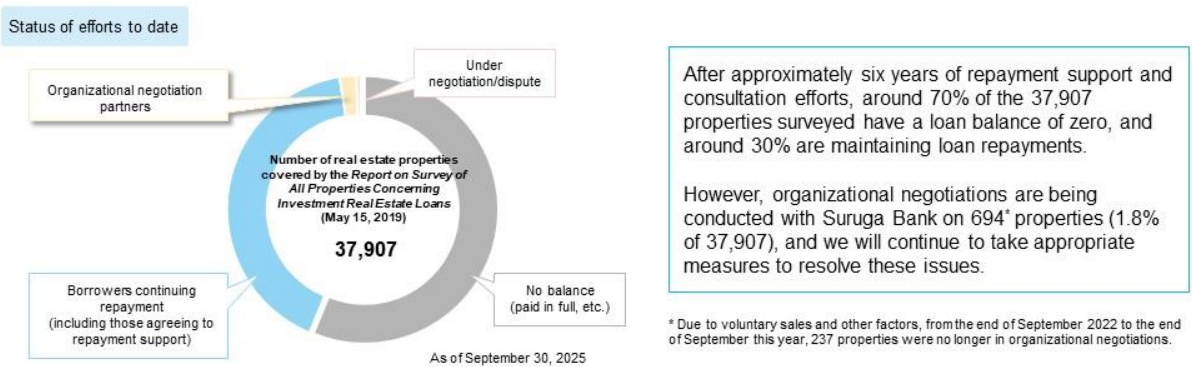 Status of efforts to date
Organizational negotiation
partners
Under
negotiation/dispute
Number of real estate properties
covered by the Report on Survey of
All Properties Concerning
Investment Real Estate Loans
(May 15, 2019)
37,907
Borrowers continuing
repayment
(including those agreeing to
repayment support)
No balance
(paid in full, etc.)
As of September 30, 2025
After approximately six years of repayment support and
consultation efforts, around 70% of the 37,907
properties surveyed have a loan balance of zero, and
around 30% are maintaining loan repayments.
However, organizational negotiations are being
conducted with Suruga Bank on 694* properties (1.8%
of 37,907), and we will continue to take appropriate
measures to resolve these issues.
* Due to voluntary sales and other factors, from the end of September 2022 to the end
of September this year, 237 properties were no longer in organizational negotiations.